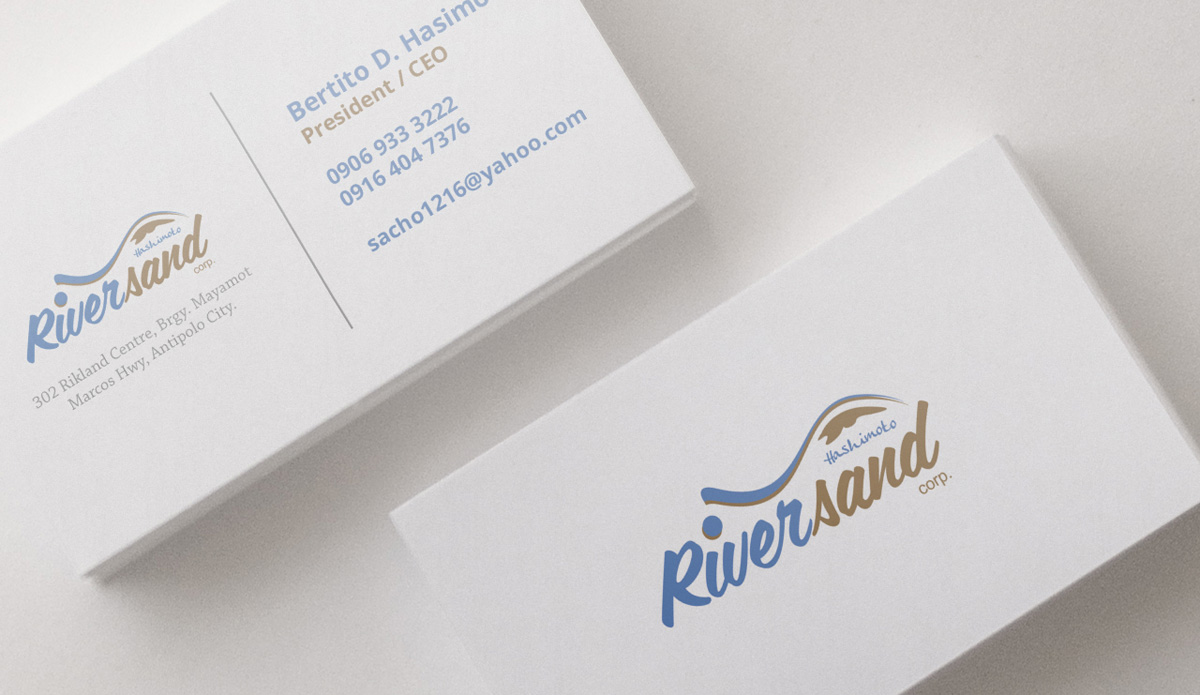 Bertito D. Hasimo
President / CEO
0906 933 3222
0916 404 7376
sacho1216@yahoo.com
Hashimoto
Riversand
corp.
302 Rikland Centre, Brgy. Mayamot
Marcos Hwy, Antipolo City.
Hashimoto
Riversand
corp.